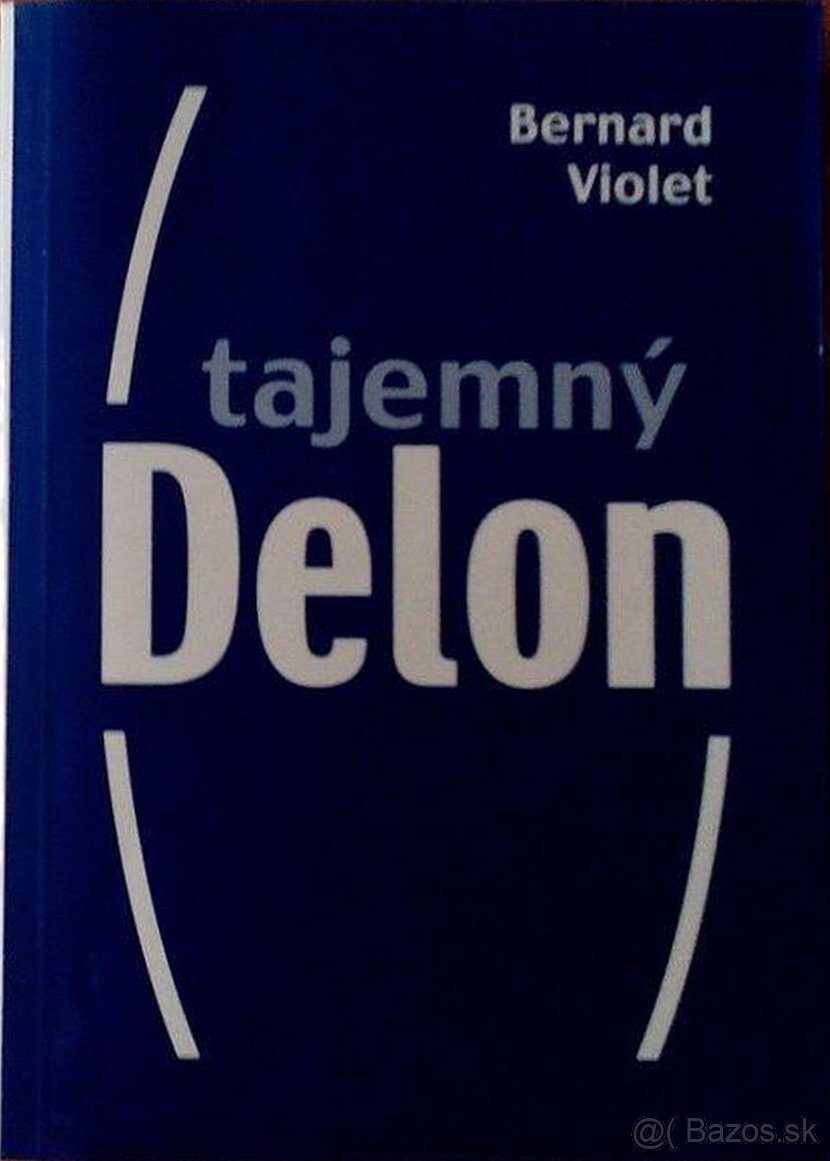 Bernard
Violet
tajemný
Delon
@( Bazos.sk